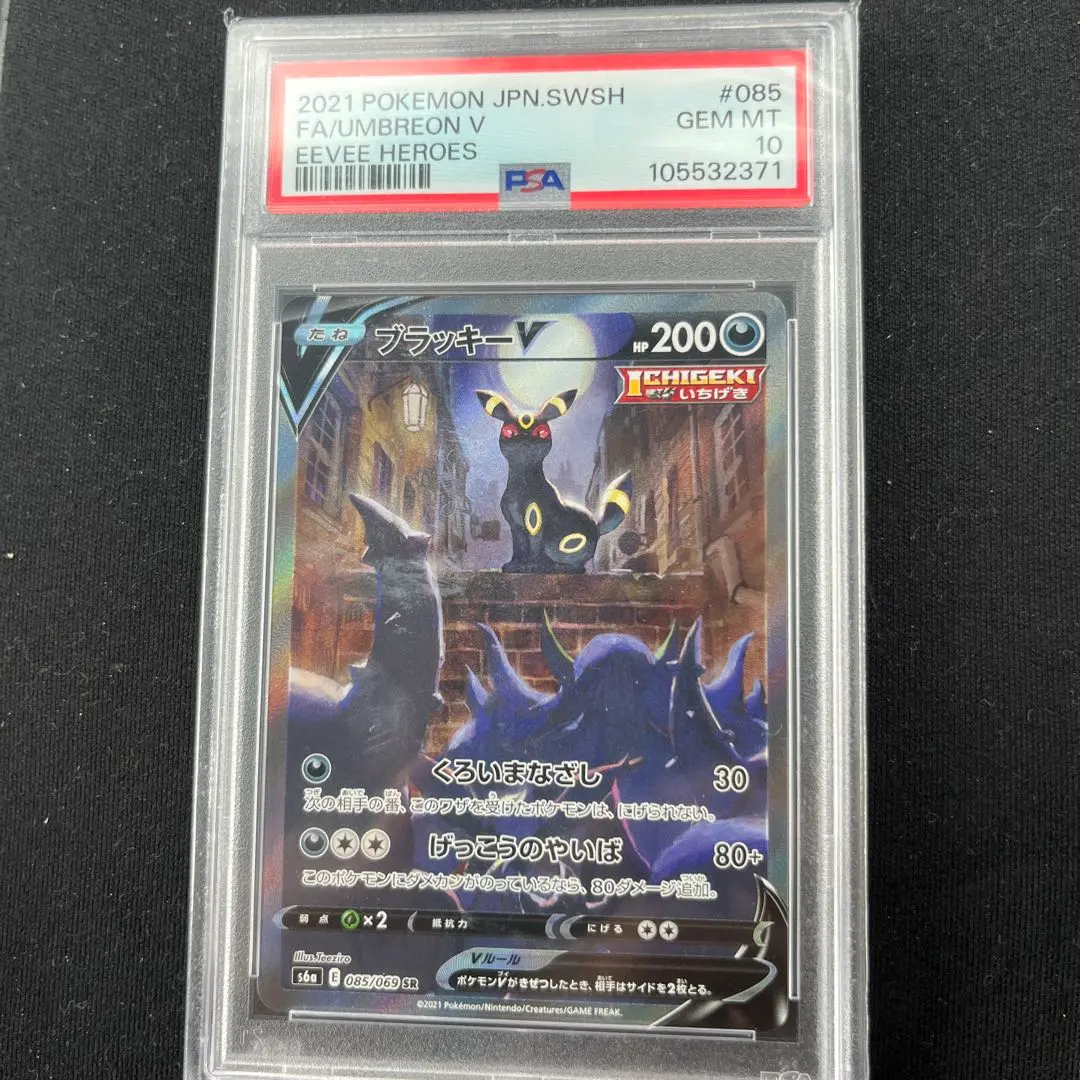 2021 POKEMON JPN.SWSH #085
FA/UMBREON V GEM MT
EEVEE HEROES 10
PSA 105532371
たね ブラッキーV HP 200
ICHIGEKI
いちげき
くろいまなざし 30
次の相手の番、このワザを受けたポケモンは、にげられない。
げっこうのやいば 80+
このポケモンにダメカンがのっているなら、80ダメージ追加。
弱点 ×2 抵抗力 にげる
Illus.Teeziro
Vルール
s6a E 085/069 SR ポケモンVがきぜつしたとき、相手はサイドを2枚とる。
©2021 Pokémon/Nintendo/Creatures/GAME FREAK.